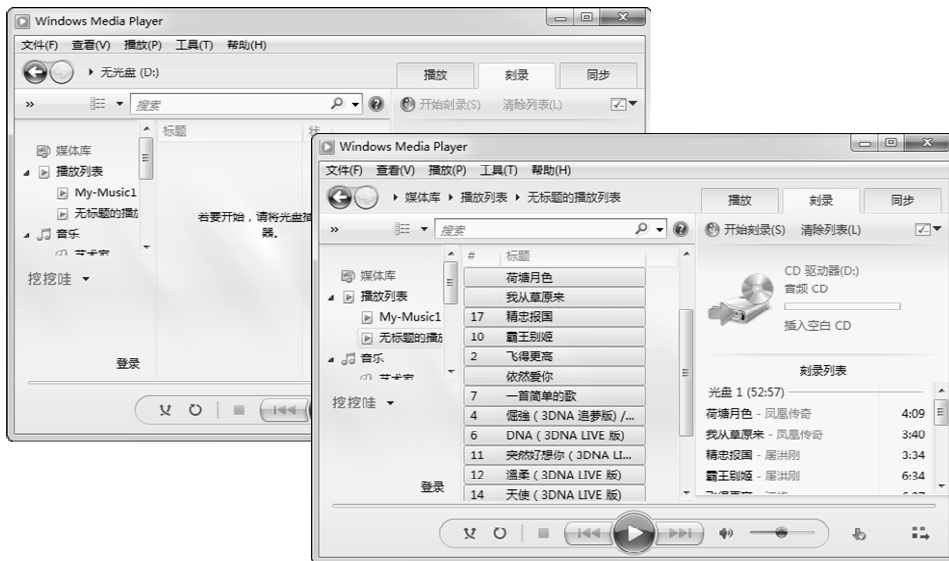 Windows Media Player
文件(F) 查看(V) 播放(P) 工具(T) 帮助(H)
无光盘 (D:)
播放 刻录 同步
» 搜索 开始刻录(S) 清除列表(L)
标题
媒体库
播放列表
My-Music1
无标题的播
音乐
艺术家
若要开始，请将光盘
器。
挖挖哇
登录
Windows Media Player
文件(F) 查看(V) 播放(P) 工具(T) 帮助(H)
媒体库 播放列表 无标题的播放列表
播放 刻录 同步
» 搜索 开始刻录(S) 清除列表(L)
媒体库
播放列表
My-Music1
无标题的播
音乐
艺术家
挖挖哇
登录
# 标题
荷塘月色
我从草原来
17 精忠报国
10 霸王别姬
2 飞得更高
依然爱你
7 一首简单的歌
4 倔強（3DNA 追夢版) /...
6 DNA（3DNA LIVE 版)
11 突然好想你（3DNA LI...
12 溫柔（3DNA LIVE 版)
14 天使（3DNA LIVE 版)
CD 驱动器(D:)
音频 CD
插入空白 CD
刻录列表
光盘 1 (52:57)
荷塘月色 - 凤凰传奇 4:09
我从草原来 - 凤凰传奇 3:40
精忠报国 - 屠洪刚 3:34
霸王别姬 - 屠洪刚 6:34